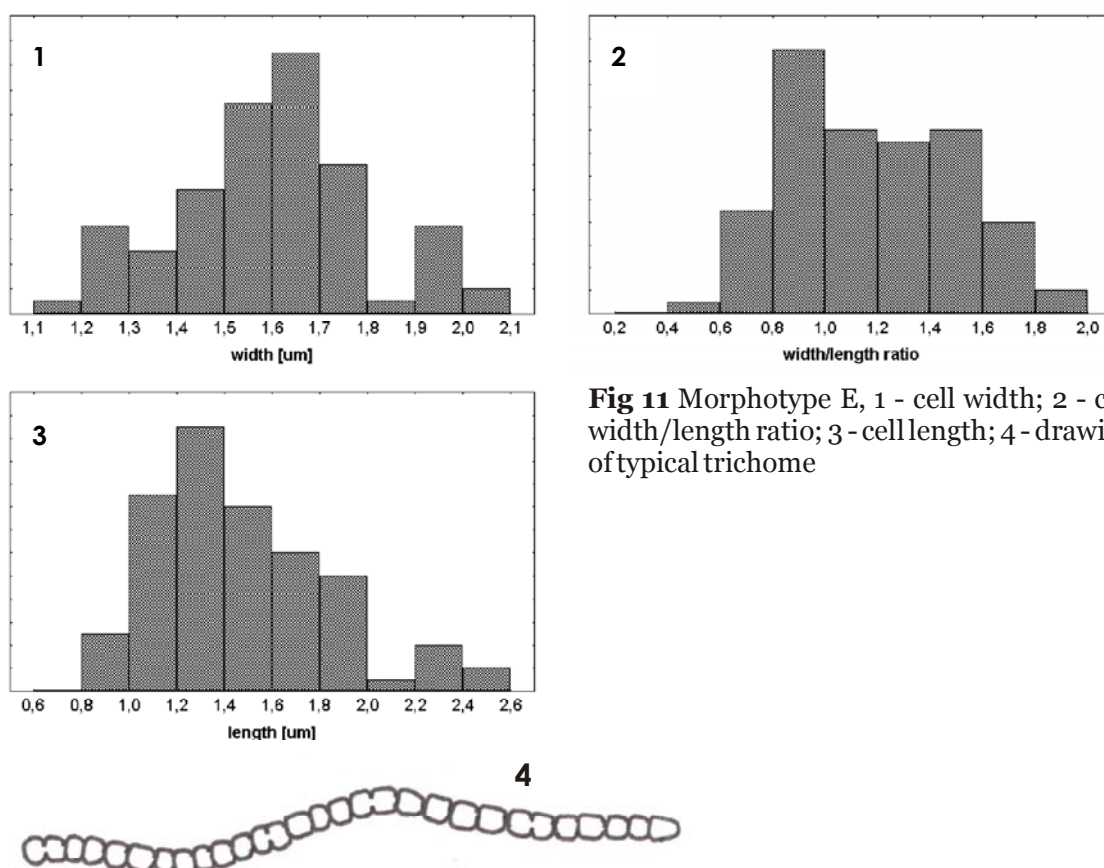 1
1,1 1,2 1,3 1,4 1,5 1,6 1,7 1,8 1,9 2,0 2,1
width [um]
2
0,2 0,4 0,6 0,8 1,0 1,2 1,4 1,6 1,8 2,0
width/length ratio
Fig 11 Morphotype E, 1 - cell width; 2 -
width/length ratio; 3 - cell length; 4 -
of typical trichome
3
0,6 0,8 1,0 1,2 1,4 1,6 1,8 2,0 2,2 2,4 2,6
length [um]
4